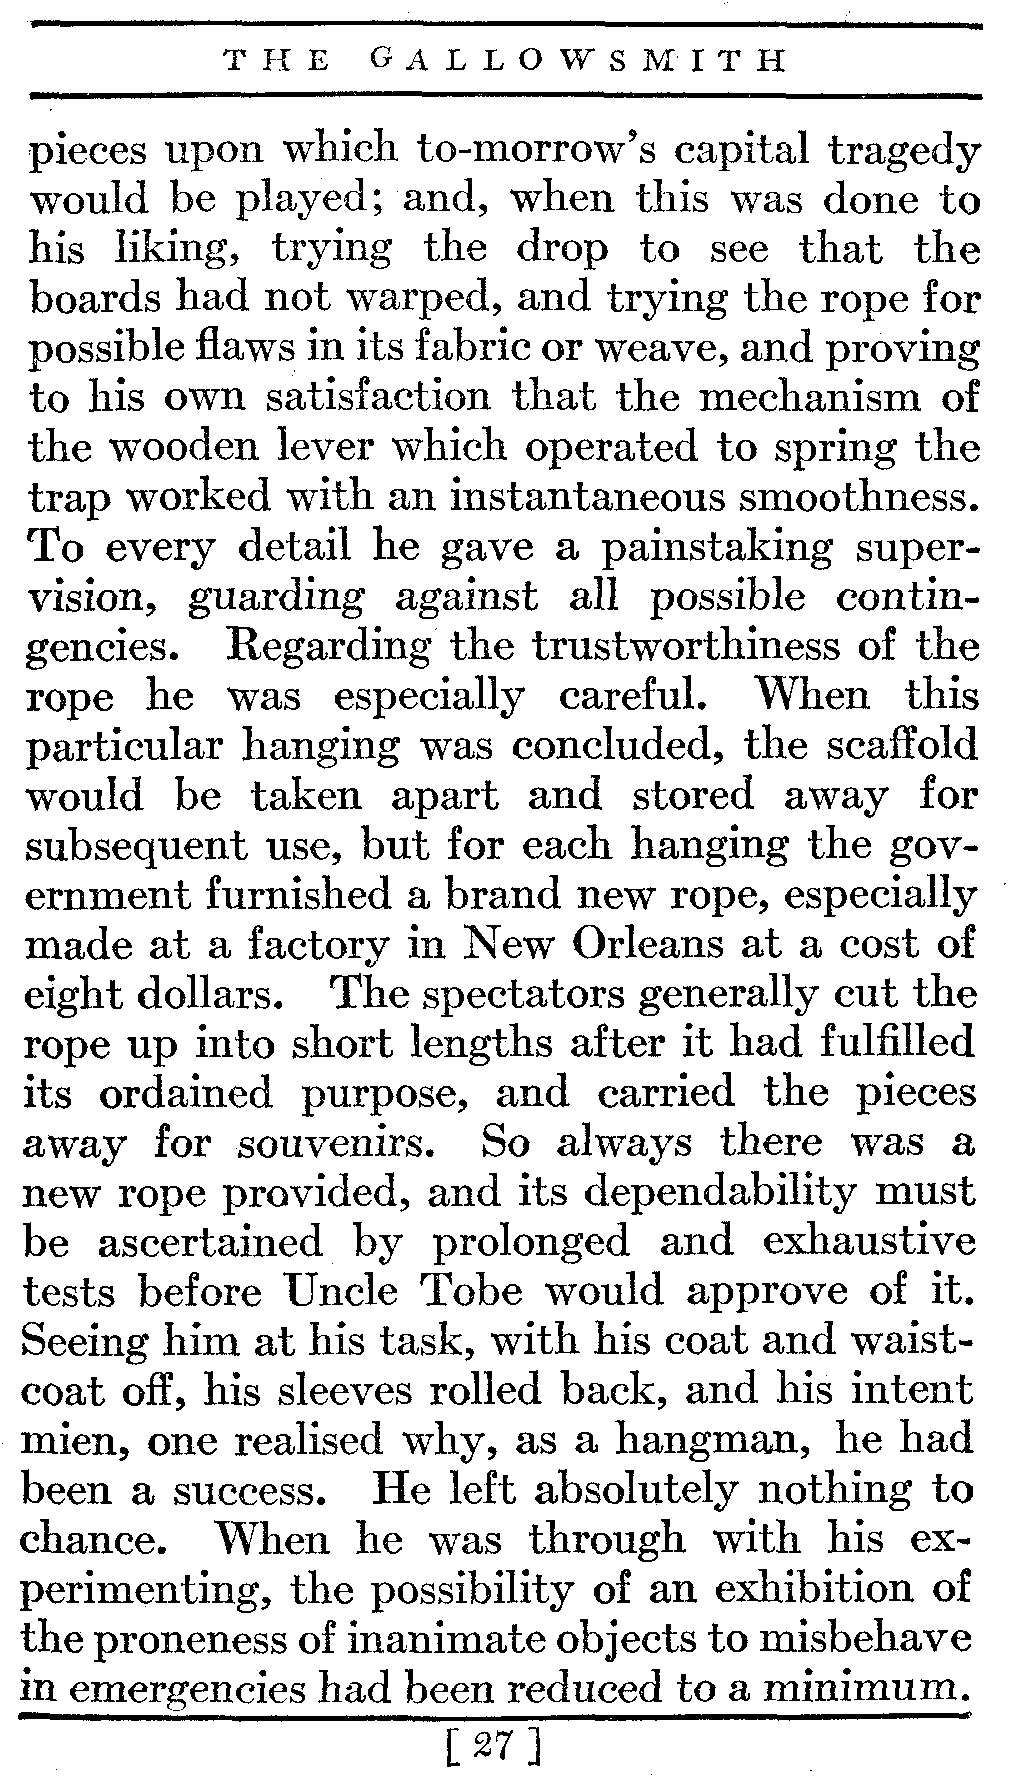 THE GALLOWSMITH
pieces upon which to-morrow's capital tragedy
would be played; and, when this was done to
his liking, trying the drop to see that the
boards had not warped, and trying the rope for
possible flaws in its fabric or weave, and proving
to his own satisfaction that the mechanism of
the wooden lever which operated to spring the
trap worked with an instantaneous smoothness.
To every detail he gave a painstaking super-
vision, guarding against all possible contin-
gencies. Regarding the trustworthiness of the
rope he was especially careful. When this
particular hanging was concluded, the scaffold
would be taken apart and stored away for
subsequent use, but for each hanging the gov-
ernment furnished a brand new rope, especially
made at a factory in New Orleans at a cost of
eight dollars. The spectators generally cut the
rope up into short lengths after it had fulfilled
its ordained purpose, and carried the pieces
away for souvenirs. So always there was a
new rope provided, and its dependability must
be ascertained by prolonged and exhaustive
tests before Uncle Tobe would approve of it.
Seeing him at his task, with his coat and waist-
coat off, his sleeves rolled back, and his intent
mien, one realised why, as a hangman, he had
been a success. He left absolutely nothing to
chance. When he was through with his ex-
perimenting, the possibility of an exhibition of
the proneness of inanimate objects to misbehave
in emergencies had been reduced to a minimum.
[27]